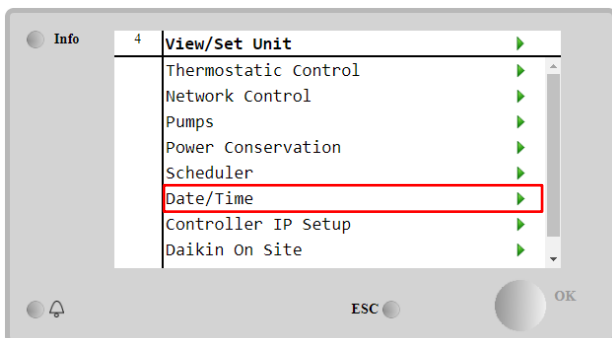 Info
4 View/Set Unit
Thermostatic Control
Network Control
Pumps
Power Conservation
Scheduler
Date/Time
Controller IP Setup
Daikin On Site
ESC
OK